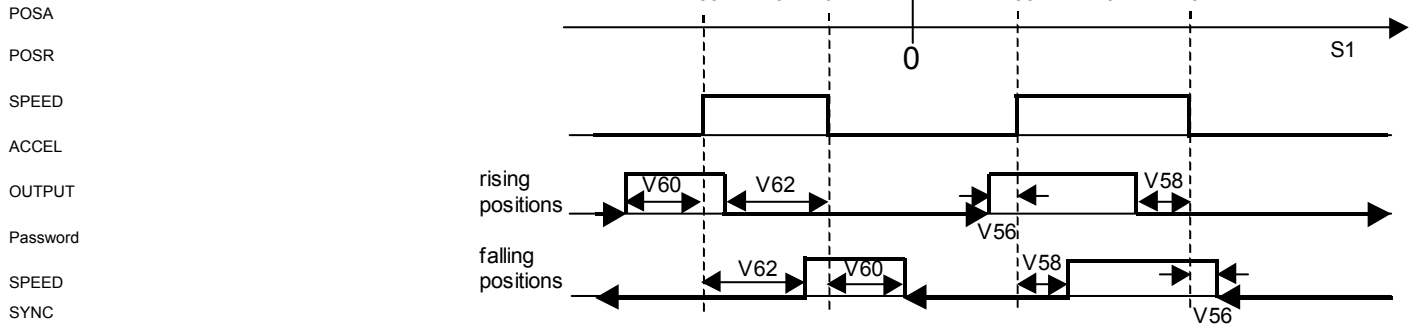 POSA
POSR
SPEED
ACCEL
OUTPUT
Password
SPEED
SYNC
0
S1
rising
positions
V60
V62
V56
V58
falling
positions
V62
V60
V58
V56